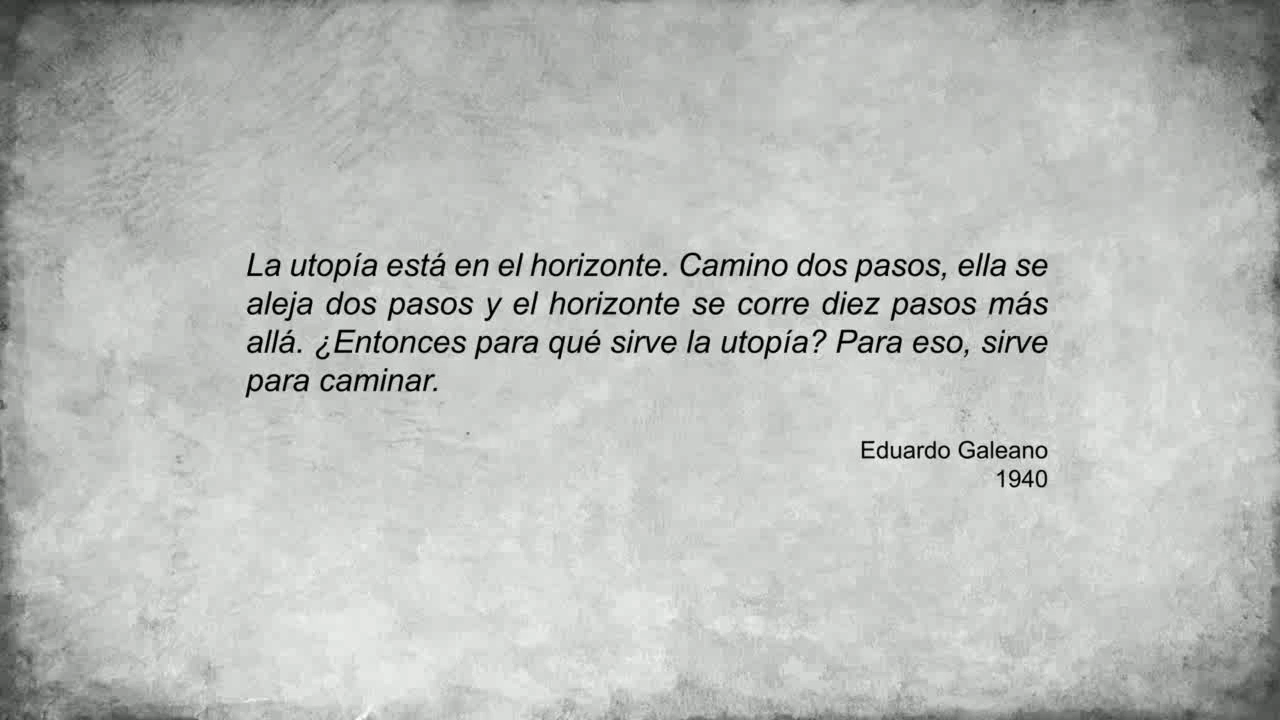 La utopía está en el horizonte. Camino dos pasos, ella se
aleja dos pasos y el horizonte se corre diez pasos más
allá. ¿Entonces para qué sirve la utopía? Para eso, sirve
para caminar.
Eduardo Galeano
1940